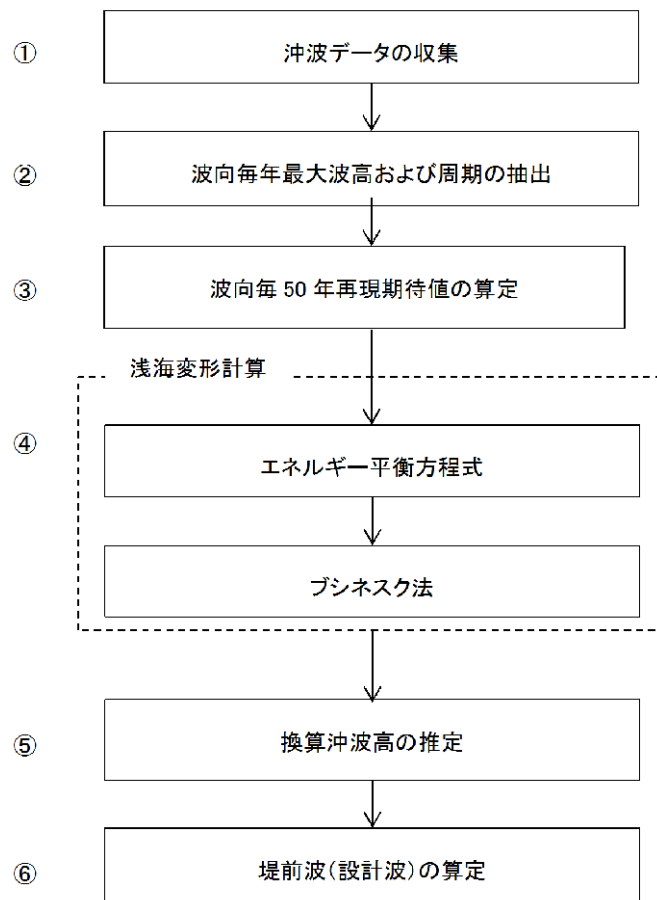 ① 沖波データの収集
② 波向毎年最大波高および周期の抽出
③ 波向毎 50 年再現期待値の算定
浅海変形計算
④ エネルギー平衡方程式
ブシネスク法
⑤ 換算沖波高の推定
⑥ 堤前波(設計波)の算定